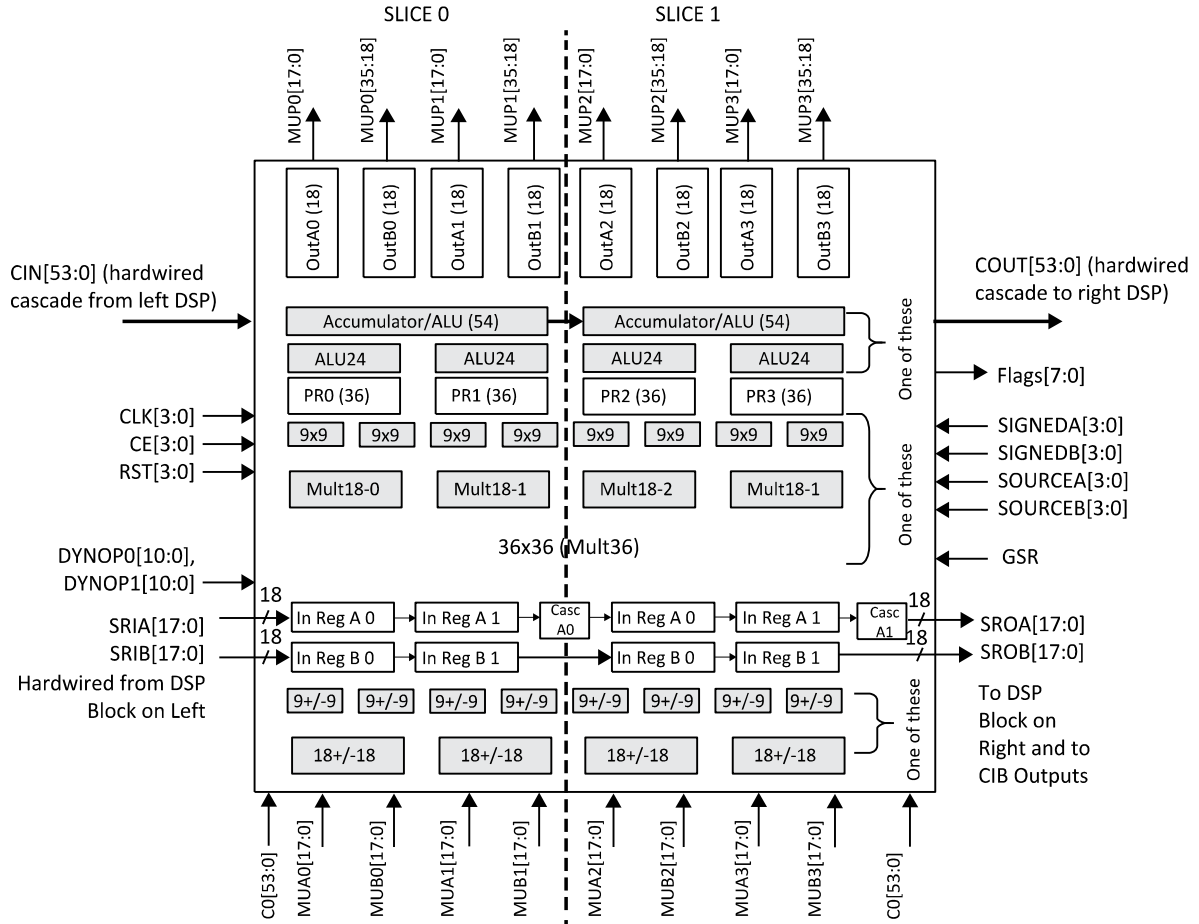 SLICE 0
SLICE 1
MUP0[17:0]
MUP0[35:18]
MUP1[17:0]
MUP1[35:18]
MUP2[17:0]
MUP2[35:18]
MUP3[17:0]
MUP3[35:18]
OutA0 (18)
OutB0 (18)
OutA1 (18)
OutB1 (18)
OutA2 (18)
OutB2 (18)
OutA3 (18)
OutB3 (18)
CIN[53:0] (hardwired
cascade from left DSP)
COUT[53:0] (hardwired
cascade to right DSP)
Accumulator/ALU (54)
Accumulator/ALU (54)
One of these
ALU24
ALU24
ALU24
ALU24
Flags[7:0]
PR0 (36)
PR1 (36)
PR2 (36)
PR3 (36)
CLK[3:0]
CE[3:0]
RST[3:0]
9x9
9x9
9x9
9x9
9x9
9x9
9x9
9x9
SIGNEDA[3:0]
SIGNEDB[3:0]
SOURCEA[3:0]
SOURCEB[3:0]
Mult18-0
Mult18-1
Mult18-2
Mult18-1
One of these
36x36 (Mult36)
GSR
DYNOP0[10:0],
DYNOP1[10:0]
18
SRIA[17:0]
18
SRIB[17:0]
Hardwired from DSP
Block on Left
In Reg A 0
In Reg A 1
Casc
A0
In Reg A 0
In Reg A 1
Casc
A1
18
SROA[17:0]
In Reg B 0
In Reg B 1
In Reg B 0
In Reg B 1
18
SROB[17:0]
To DSP
Block on
Right and to
CIB Outputs
9+/-9
9+/-9
9+/-9
9+/-9
9+/-9
9+/-9
9+/-9
9+/-9
18+/-18
18+/-18
18+/-18
18+/-18
One of these
C0[53:0]
MUA0[17:0]
MUB0[17:0]
MUA1[17:0]
MUB1[17:0]
MUA2[17:0]
MUB2[17:0]
MUA3[17:0]
MUB3[17:0]
C0[53:0]